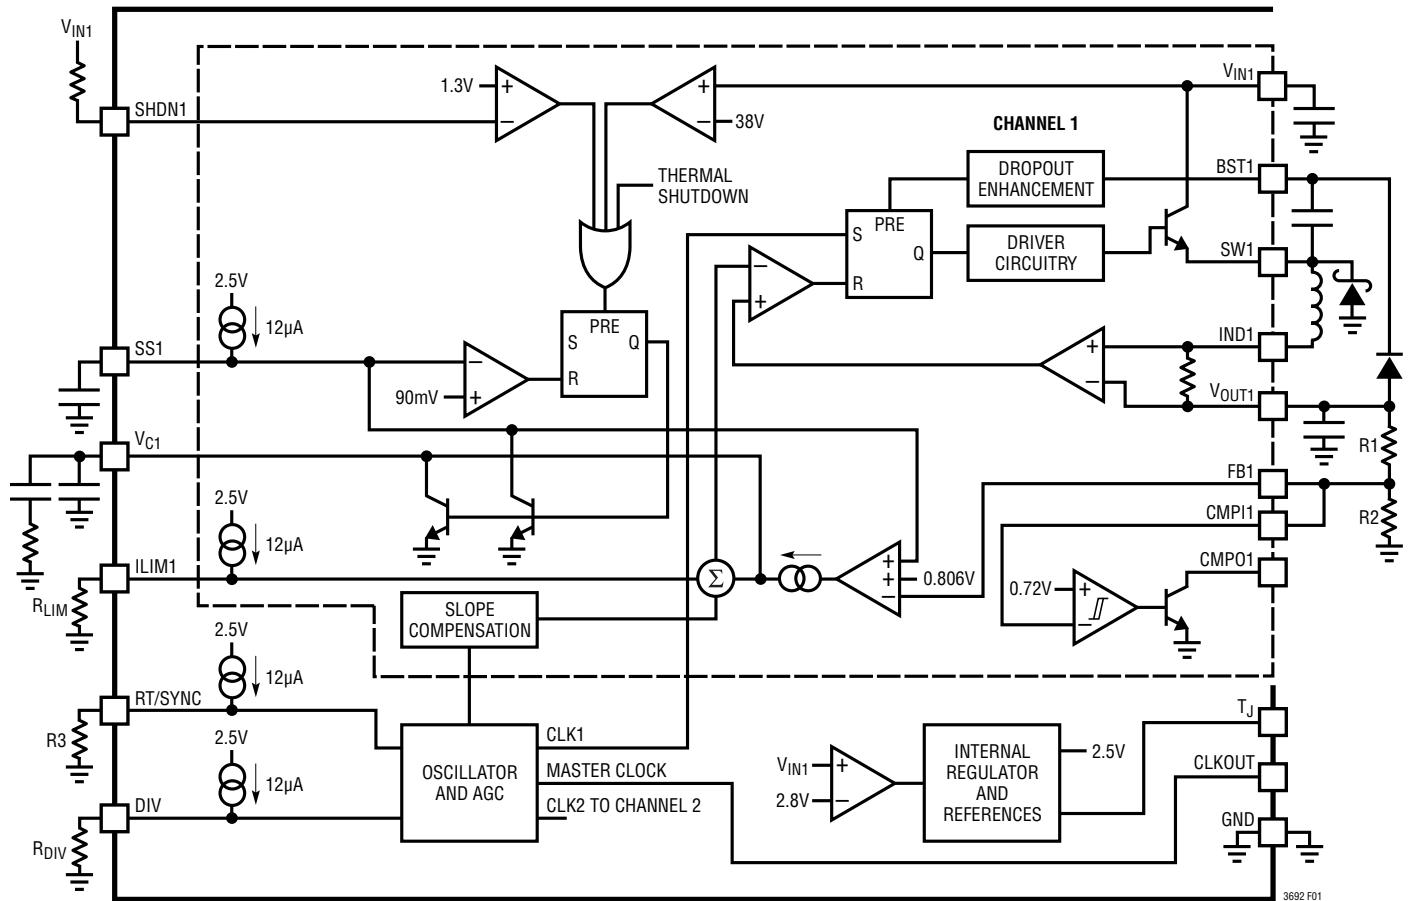 VIN1
SHDN1
1.3V
+
−
+
−
38V
VIN1
CHANNEL 1
THERMAL
SHUTDOWN
DROPOUT
ENHANCEMENT
BST1
PRE
S
Q
R
DRIVER
CIRCUITRY
SW1
−
+
2.5V
12µA
SS1
PRE
S
Q
R
−
90mV
+
+
−
IND1
VOUT1
R1
VC1
FB1
CMPI1
R2
2.5V
12µA
ILIM1
RLIM
Σ
+
+
−
0.806V
CMPO1
0.72V
+
−
SLOPE
COMPENSATION
2.5V
12µA
RT/SYNC
R3
2.5V
12µA
DIV
RDIV
OSCILLATOR
AND AGC
CLK1
MASTER CLOCK
CLK2 TO CHANNEL 2
VIN1
+
2.8V
−
INTERNAL
REGULATOR
AND
REFERENCES
2.5V
TJ
CLKOUT
GND
3692 F01